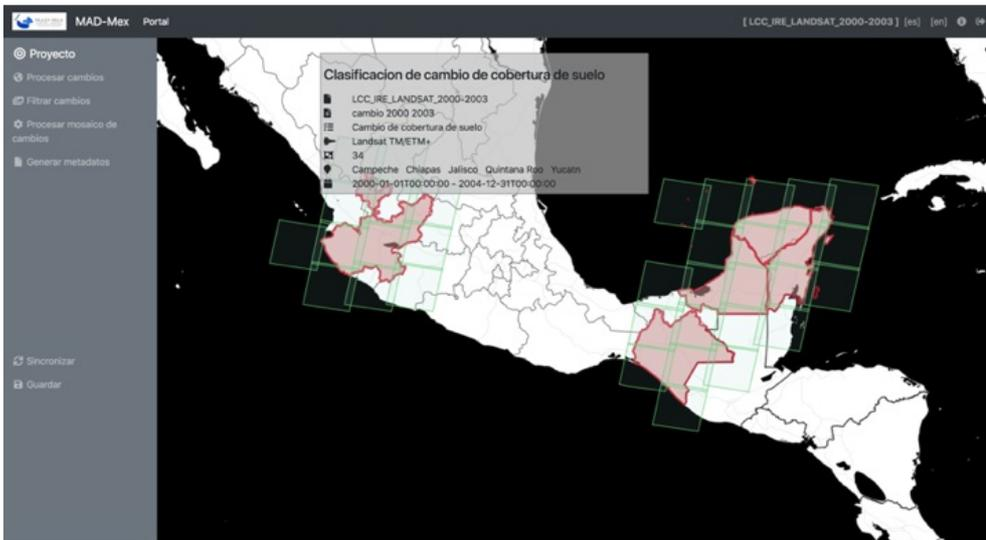 MAD-Mex Portal
[ LCC_IRE_LANDSAT_2000-2003 ] [es] [en]
Proyecto
Procesar cambios
Filtrar cambios
Procesar mosaico de
cambios
Generar metadatos
Sincronizar
Guardar
Clasificacion de cambio de cobertura de suelo
LCC_IRE_LANDSAT_2000-2003
cambio 2000 2003
Cambio de cobertura de suelo
Landsat TM/ETM+
34
Campeche Chiapas Jalisco Quintana Roo Yucatn
2000-01-01T00:00:00 - 2004-12-31T00:00:00